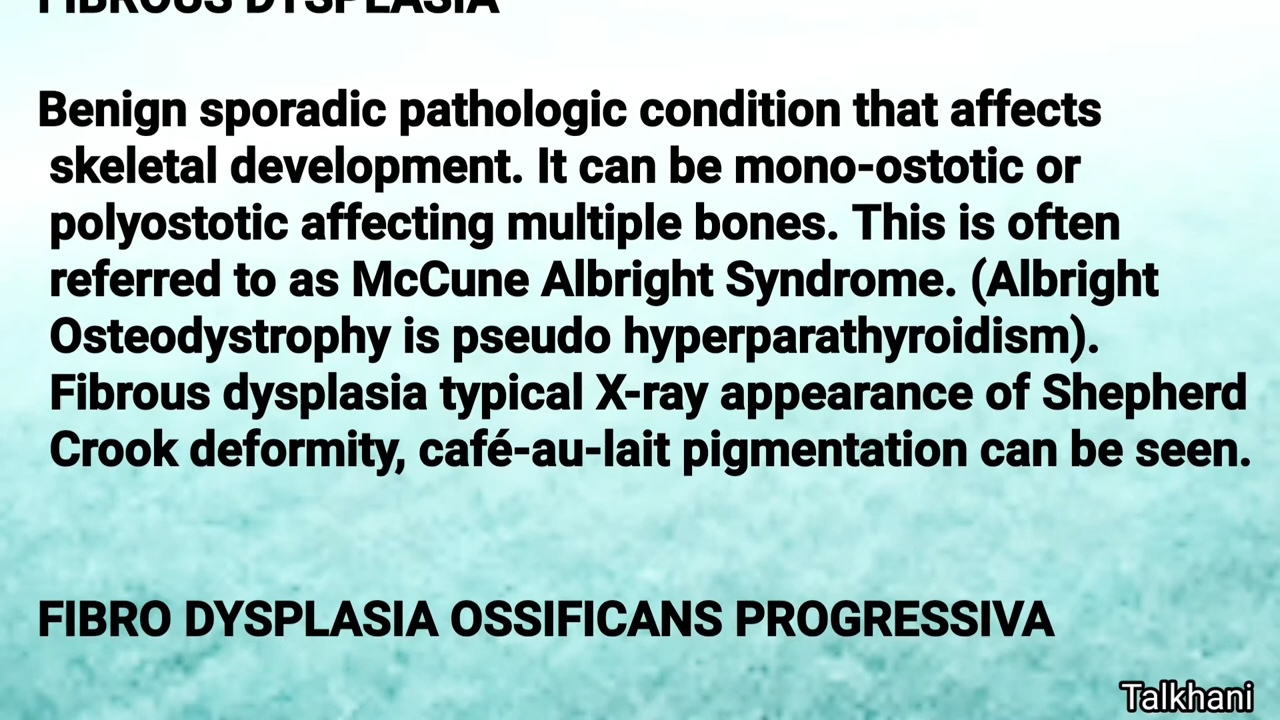 FIBROUS DYSPLASIA
Benign sporadic pathologic condition that affects
skeletal development. It can be mono-ostotic or
polyostotic affecting multiple bones. This is often
referred to as McCune Albright Syndrome. (Albright
Osteodystrophy is pseudo hyperparathyroidism).
Fibrous dysplasia typical X-ray appearance of Shepherd
Crook deformity, café-au-lait pigmentation can be seen.
FIBRO DYSPLASIA OSSIFICANS PROGRESSIVA
Talkhani